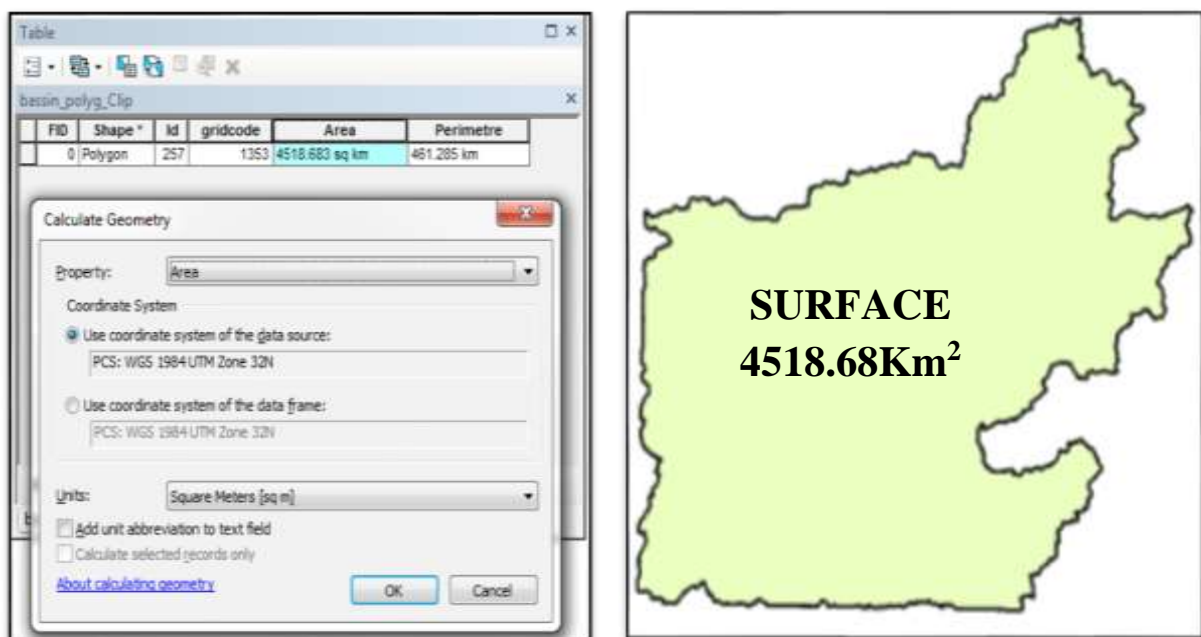 Table
bassin_polyg_Clip
FID Shape * Id gridcode Area Perimetre
0 Polygon 257 1353 4518.683 sq km 461.285 km
Calculate Geometry
Property: Area
Coordinate System
Use coordinate system of the data source:
PCS: WGS 1984 UTM Zone 32N
Use coordinate system of the data frame:
PCS: WGS 1984 UTM Zone 32N
Units: Square Meters [sq m]
Add unit abbreviation to text field
Calculate selected records only
About calculating geometry
OK Cancel
SURFACE
4518.68Km²